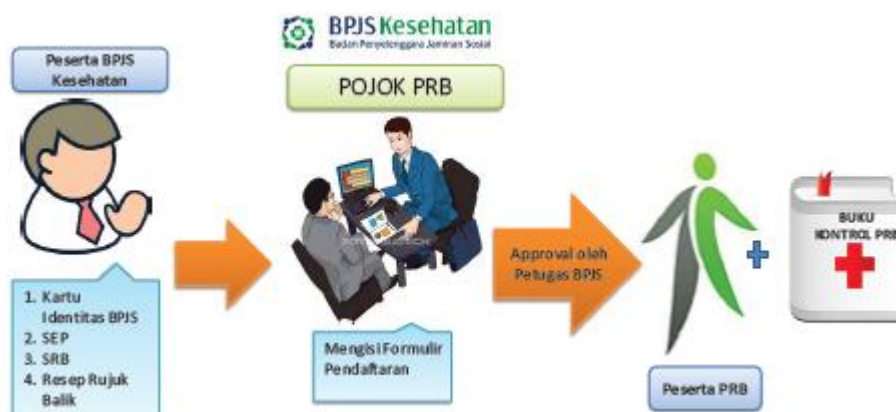 BPJS Kesehatan
Badan Penyelenggara Jaminan Sosial
Peserta BPJS
Kesehatan
POJOK PRB
1. Kartu
Identitas BPJS
2. SEP
3. SRB
4. Resep Rujuk
Balik
Mengisi Formulir
Pendaftaran
Approval oleh
Petugas BPJS
Peserta PRB
+
BUKU
KONTROL PRB